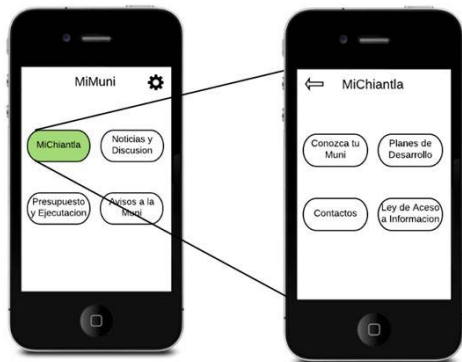 MiMuni
MiChiantla
Noticias y
Discusion
Presupuesto
y Ejecutacion
Avisos a la
Muni
MiChiantla
Conozca tu
Muni
Planes de
Desarrollo
Contactos
Ley de Aceso
a Informacion